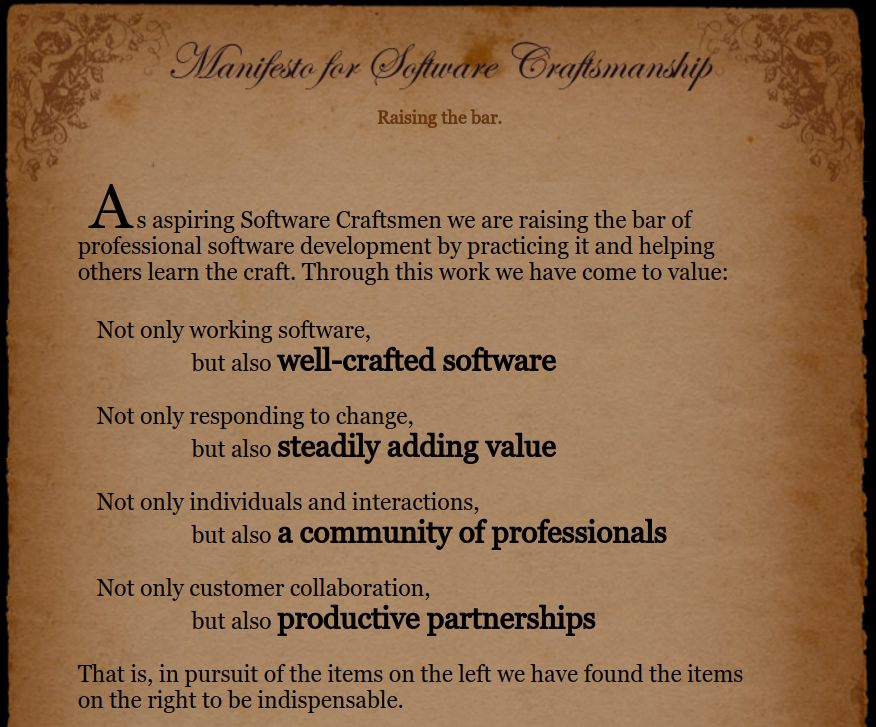 Manifesto for Software Craftsmanship
Raising the bar.
As aspiring Software Craftsmen we are raising the bar of
professional software development by practicing it and helping
others learn the craft. Through this work we have come to value:
Not only working software,
but also well-crafted software
Not only responding to change,
but also steadily adding value
Not only individuals and interactions,
but also a community of professionals
Not only customer collaboration,
but also productive partnerships
That is, in pursuit of the items on the left we have found the items
on the right to be indispensable.